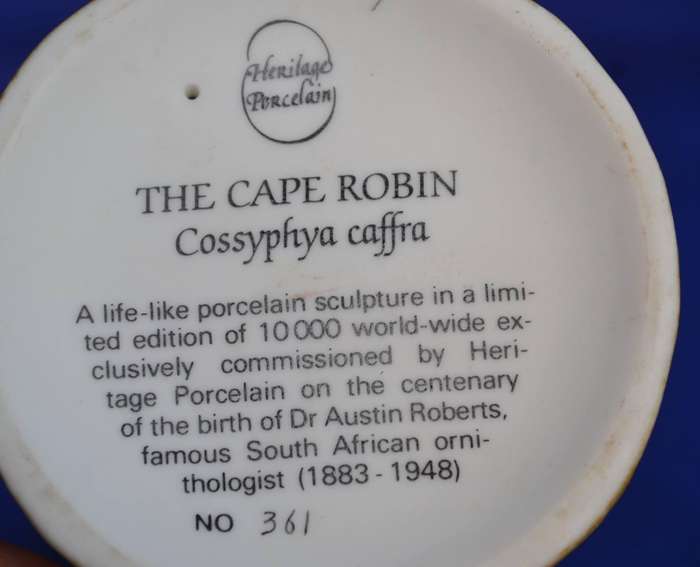 Heritage
Porcelain
THE CAPE ROBIN
Cossyphya caffra
A life-like porcelain sculpture in a limi-
ted edition of 10 000 world-wide ex-
clusively commissioned by Heri-
tage Porcelain on the centenary
of the birth of Dr Austin Roberts,
famous South African orni-
thologist (1883 - 1948)
NO 361